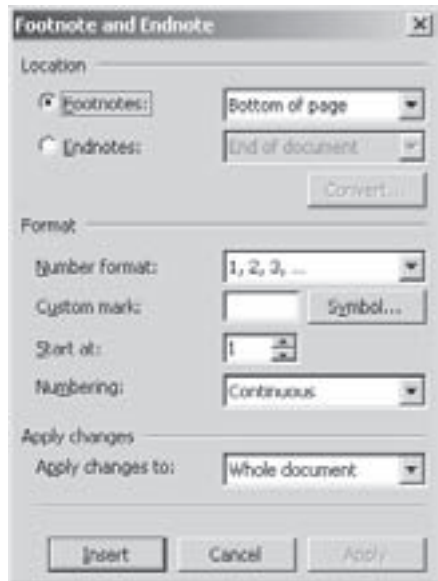 Footnote and Endnote
Location
Footnotes: Bottom of page
Endnotes: End of document
Convert...
Format
Number format: 1, 2, 3, ...
Custom mark: Symbol...
Start at: 1
Numbering: Continuous
Apply changes
Apply changes to: Whole document
Insert Cancel Apply